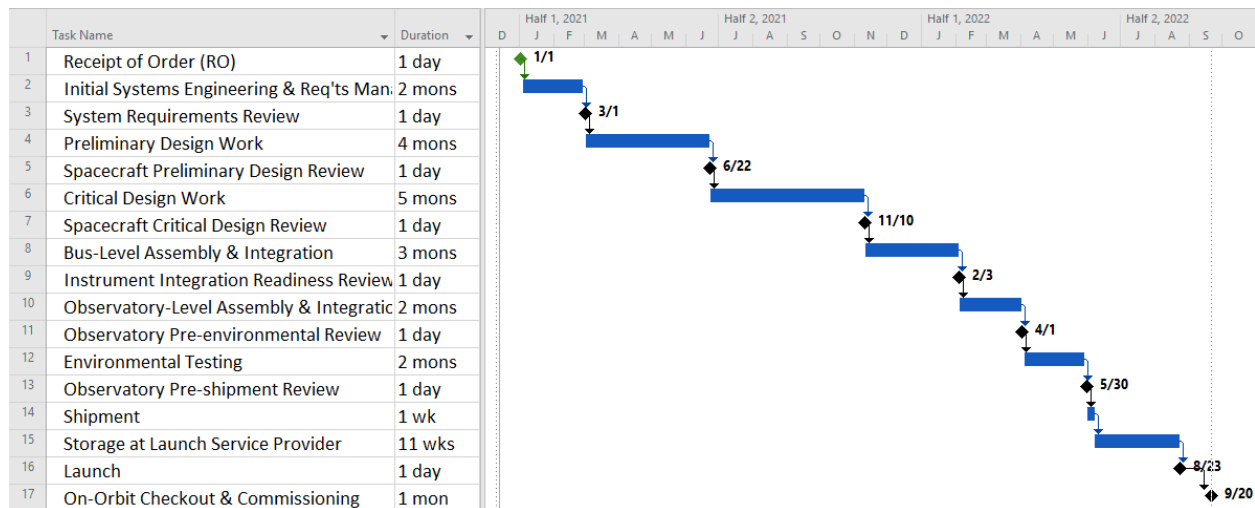 Half 1, 2021 Half 2, 2021 Half 1, 2022 Half 2, 2022
Task Name Duration D J F M A M J J A S O N D J F M A M J J A S O
1 Receipt of Order (RO) 1 day 1/1
2 Initial Systems Engineering & Req'ts Mana 2 mons
3 System Requirements Review 1 day 3/1
4 Preliminary Design Work 4 mons
5 Spacecraft Preliminary Design Review 1 day 6/22
6 Critical Design Work 5 mons
7 Spacecraft Critical Design Review 1 day 11/10
8 Bus-Level Assembly & Integration 3 mons
9 Instrument Integration Readiness Review 1 day 2/3
10 Observatory-Level Assembly & Integratic 2 mons
11 Observatory Pre-environmental Review 1 day 4/1
12 Environmental Testing 2 mons
13 Observatory Pre-shipment Review 1 day 5/30
14 Shipment 1 wk
15 Storage at Launch Service Provider 11 wks
16 Launch 1 day 8/23
17 On-Orbit Checkout & Commissioning 1 mon 9/20